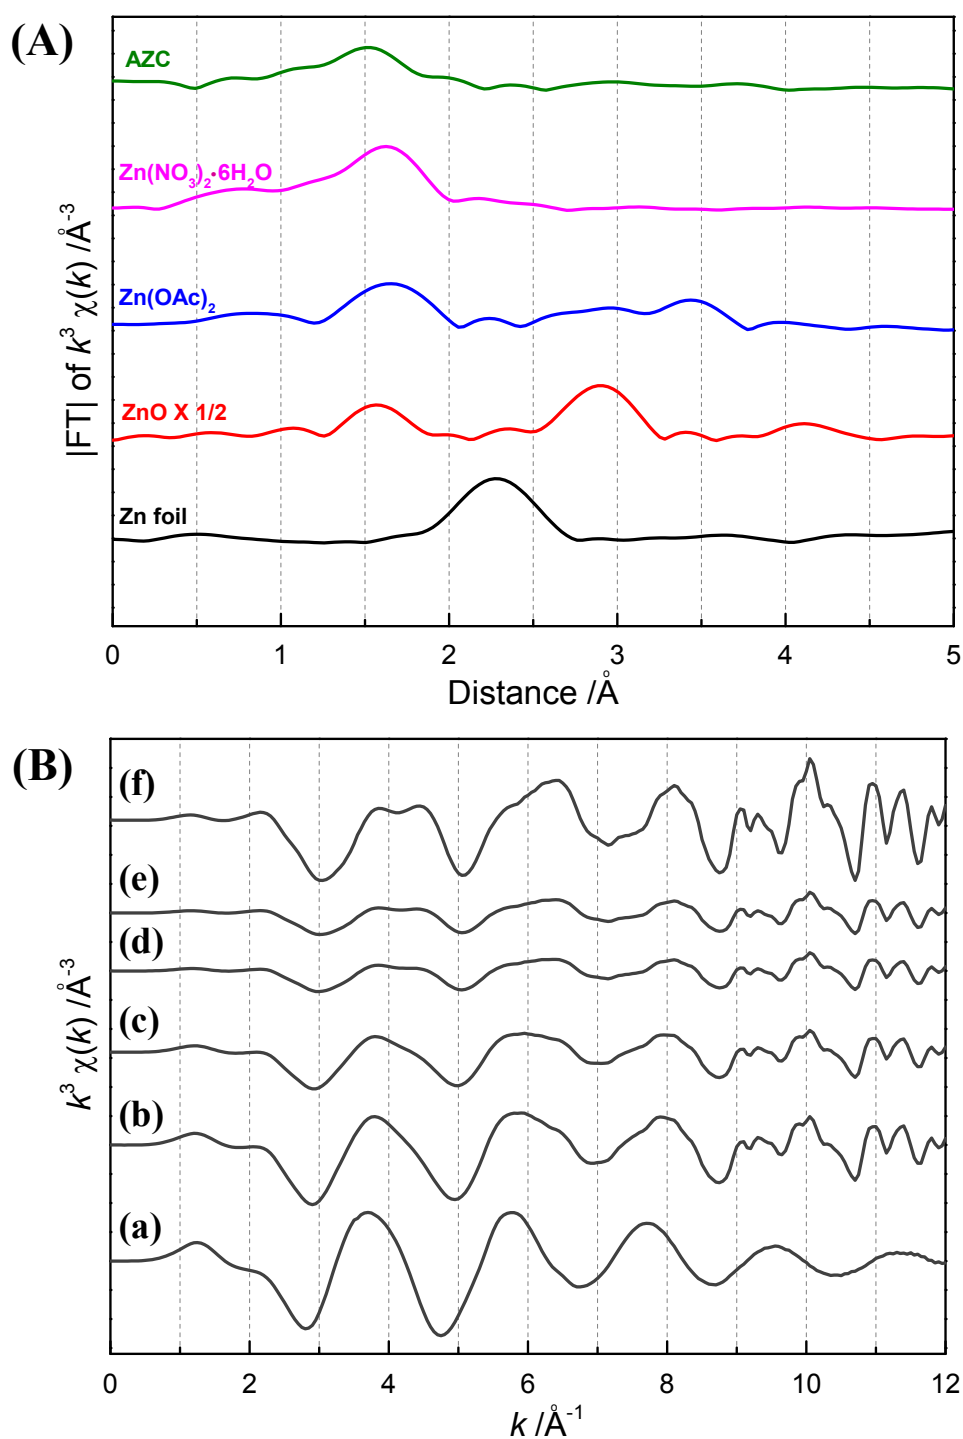 (A)
AZC
Zn(NO₃)₂·6H₂O
Zn(OAc)₂
ZnO X 1/2
Zn foil
|FT| of k³ χ(k) /Å⁻³
0 1 2 3 4 5
Distance /Å
(B)
(f)
(e)
(d)
(c)
(b)
(a)
k³ χ(k) /Å⁻³
0 2 4 6 8 10 12
k /Å⁻¹